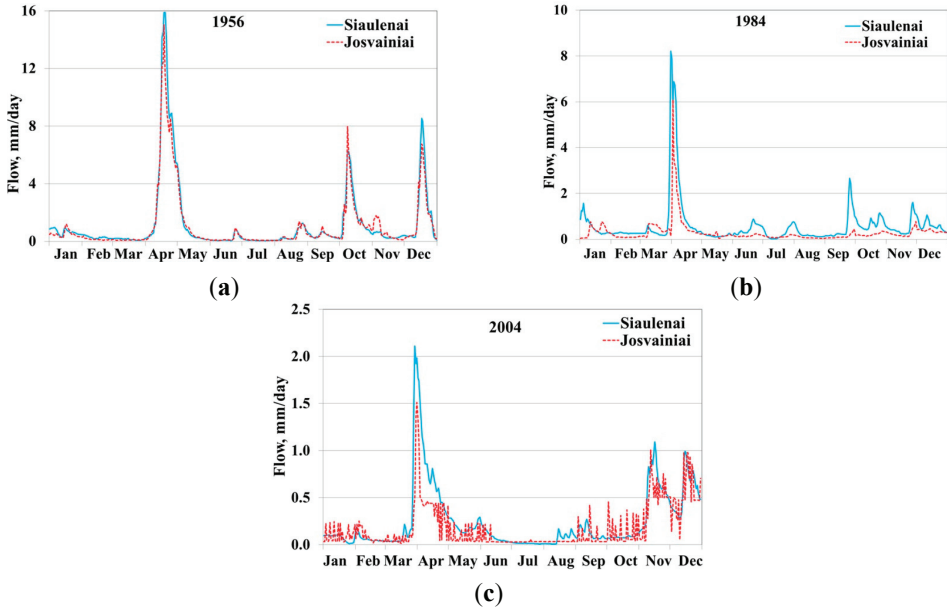 1956
Siaulenai
Josvainiai
Flow, mm/day
16
12
8
4
0
Jan Feb Mar Apr May Jun Jul Aug Sep Oct Nov Dec
(a)
1984
Siaulenai
Josvainiai
Flow, mm/day
10
8
6
4
2
0
Jan Feb Mar Apr May Jun Jul Aug Sep Oct Nov Dec
(b)
2004
Siaulenai
Josvainiai
Flow, mm/day
2.5
2.0
1.5
1.0
0.5
0.0
Jan Feb Mar Apr May Jun Jul Aug Sep Oct Nov Dec
(c)